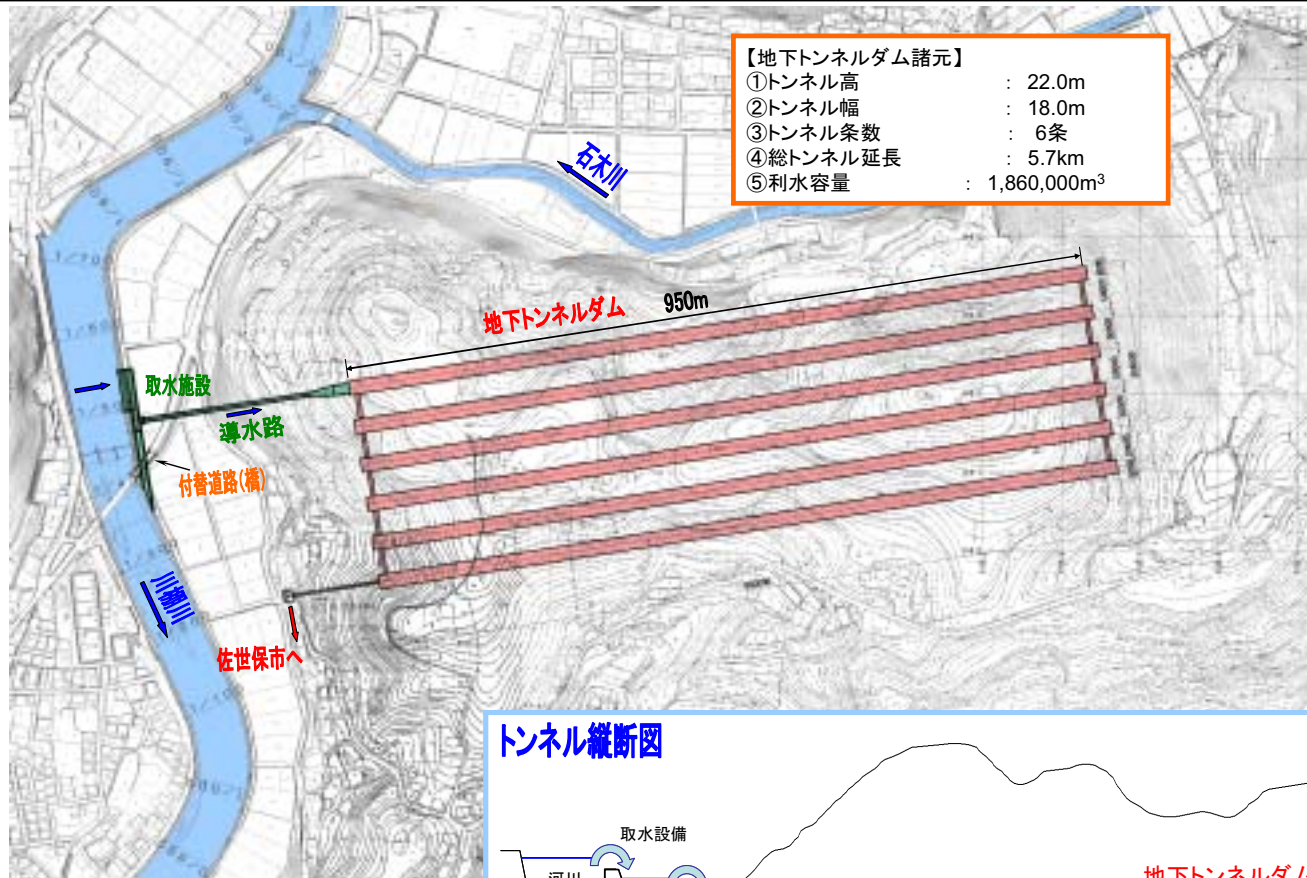 【地下トンネルダム諸元】
①トンネル高 : 22.0m
②トンネル幅 : 18.0m
③トンネル条数 : 6条
④総トンネル延長 : 5.7km
⑤利水容量 : 1,860,000m³
石木川
950m
地下トンネルダム
取水施設
導水路
付替道路(橋)
佐世保市へ
トンネル縦断図
取水設備
河川
地下トンネルダム